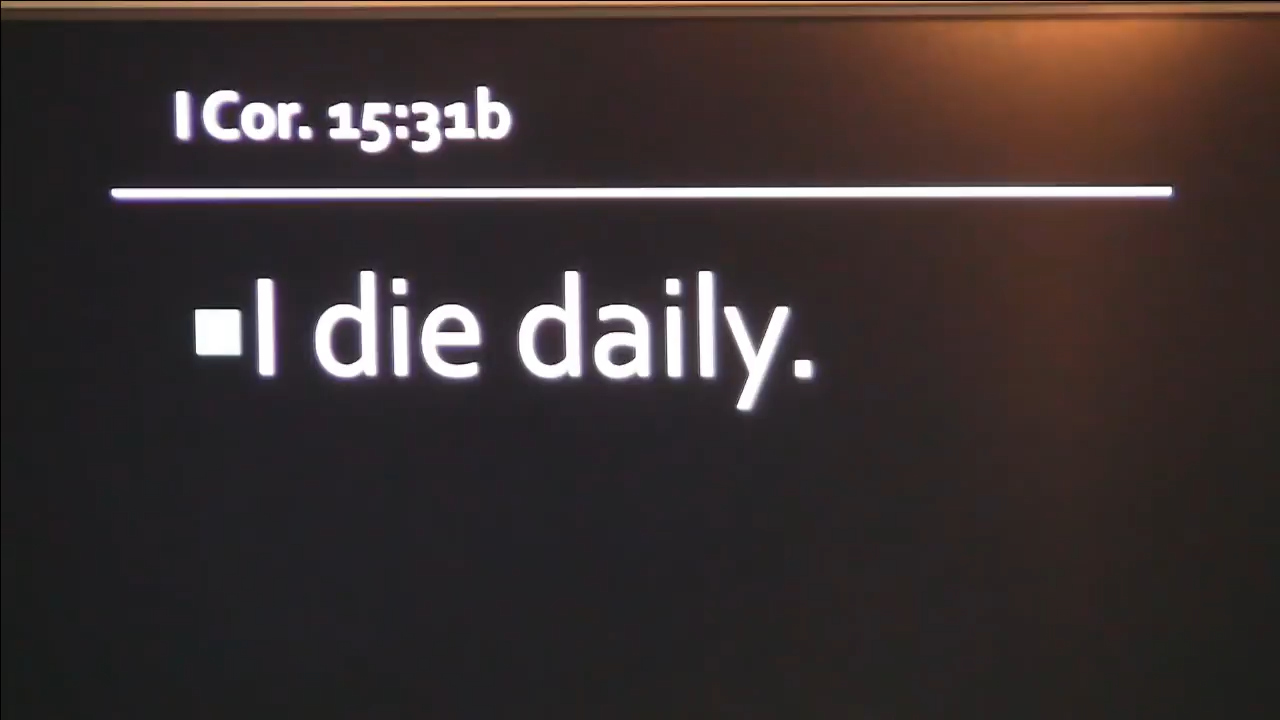 I Cor. 15:31b
■I die daily.